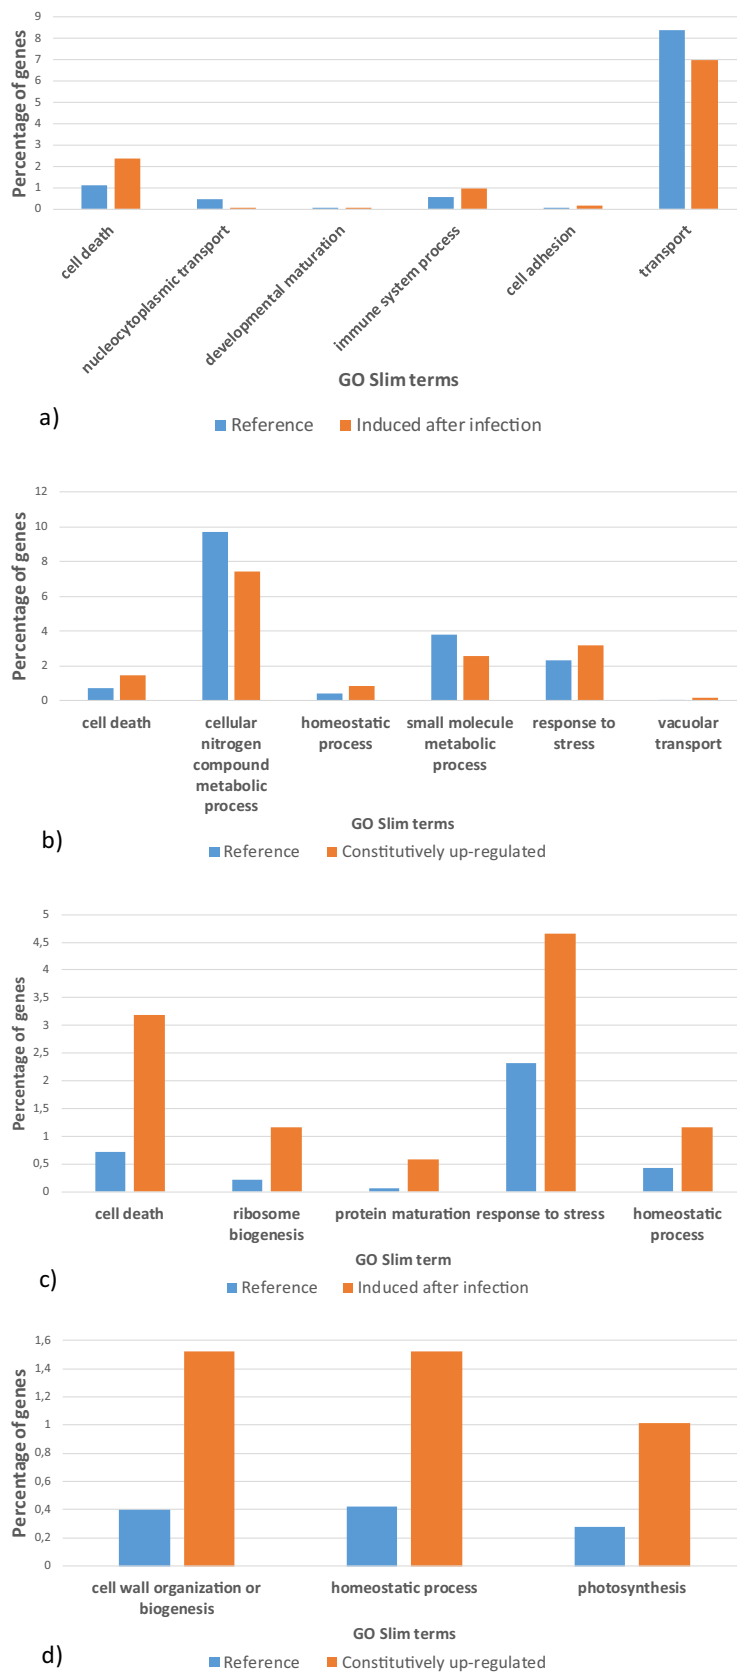 9
8
7
6
5
4
3
2
1
0
Percentage of genes
cell death
nucleocytoplasmic transport
developmental maturation
immune system process
cell adhesion
transport
GO Slim terms
a)
Reference Induced after infection
12
10
8
6
4
2
0
Percentage of genes
cell death cellular homeostatic small molecule response to vacuolar
nitrogen process metabolic stress transport
compound process
metabolic
process
GO Slim terms
b)
Reference Constitutively up-regulated
5
4,5
4
3,5
3
2,5
2
1,5
1
0,5
0
Percentage of genes
cell death ribosome protein maturation response to stress homeostatic
biogenesis process
GO Slim term
c)
Reference Induced after infection
1,6
1,4
1,2
1
0,8
0,6
0,4
0,2
0
Percentage of genes
cell wall organization or homeostatic process photosynthesis
biogenesis
GO Slim terms
d)
Reference Constitutively up-regulated